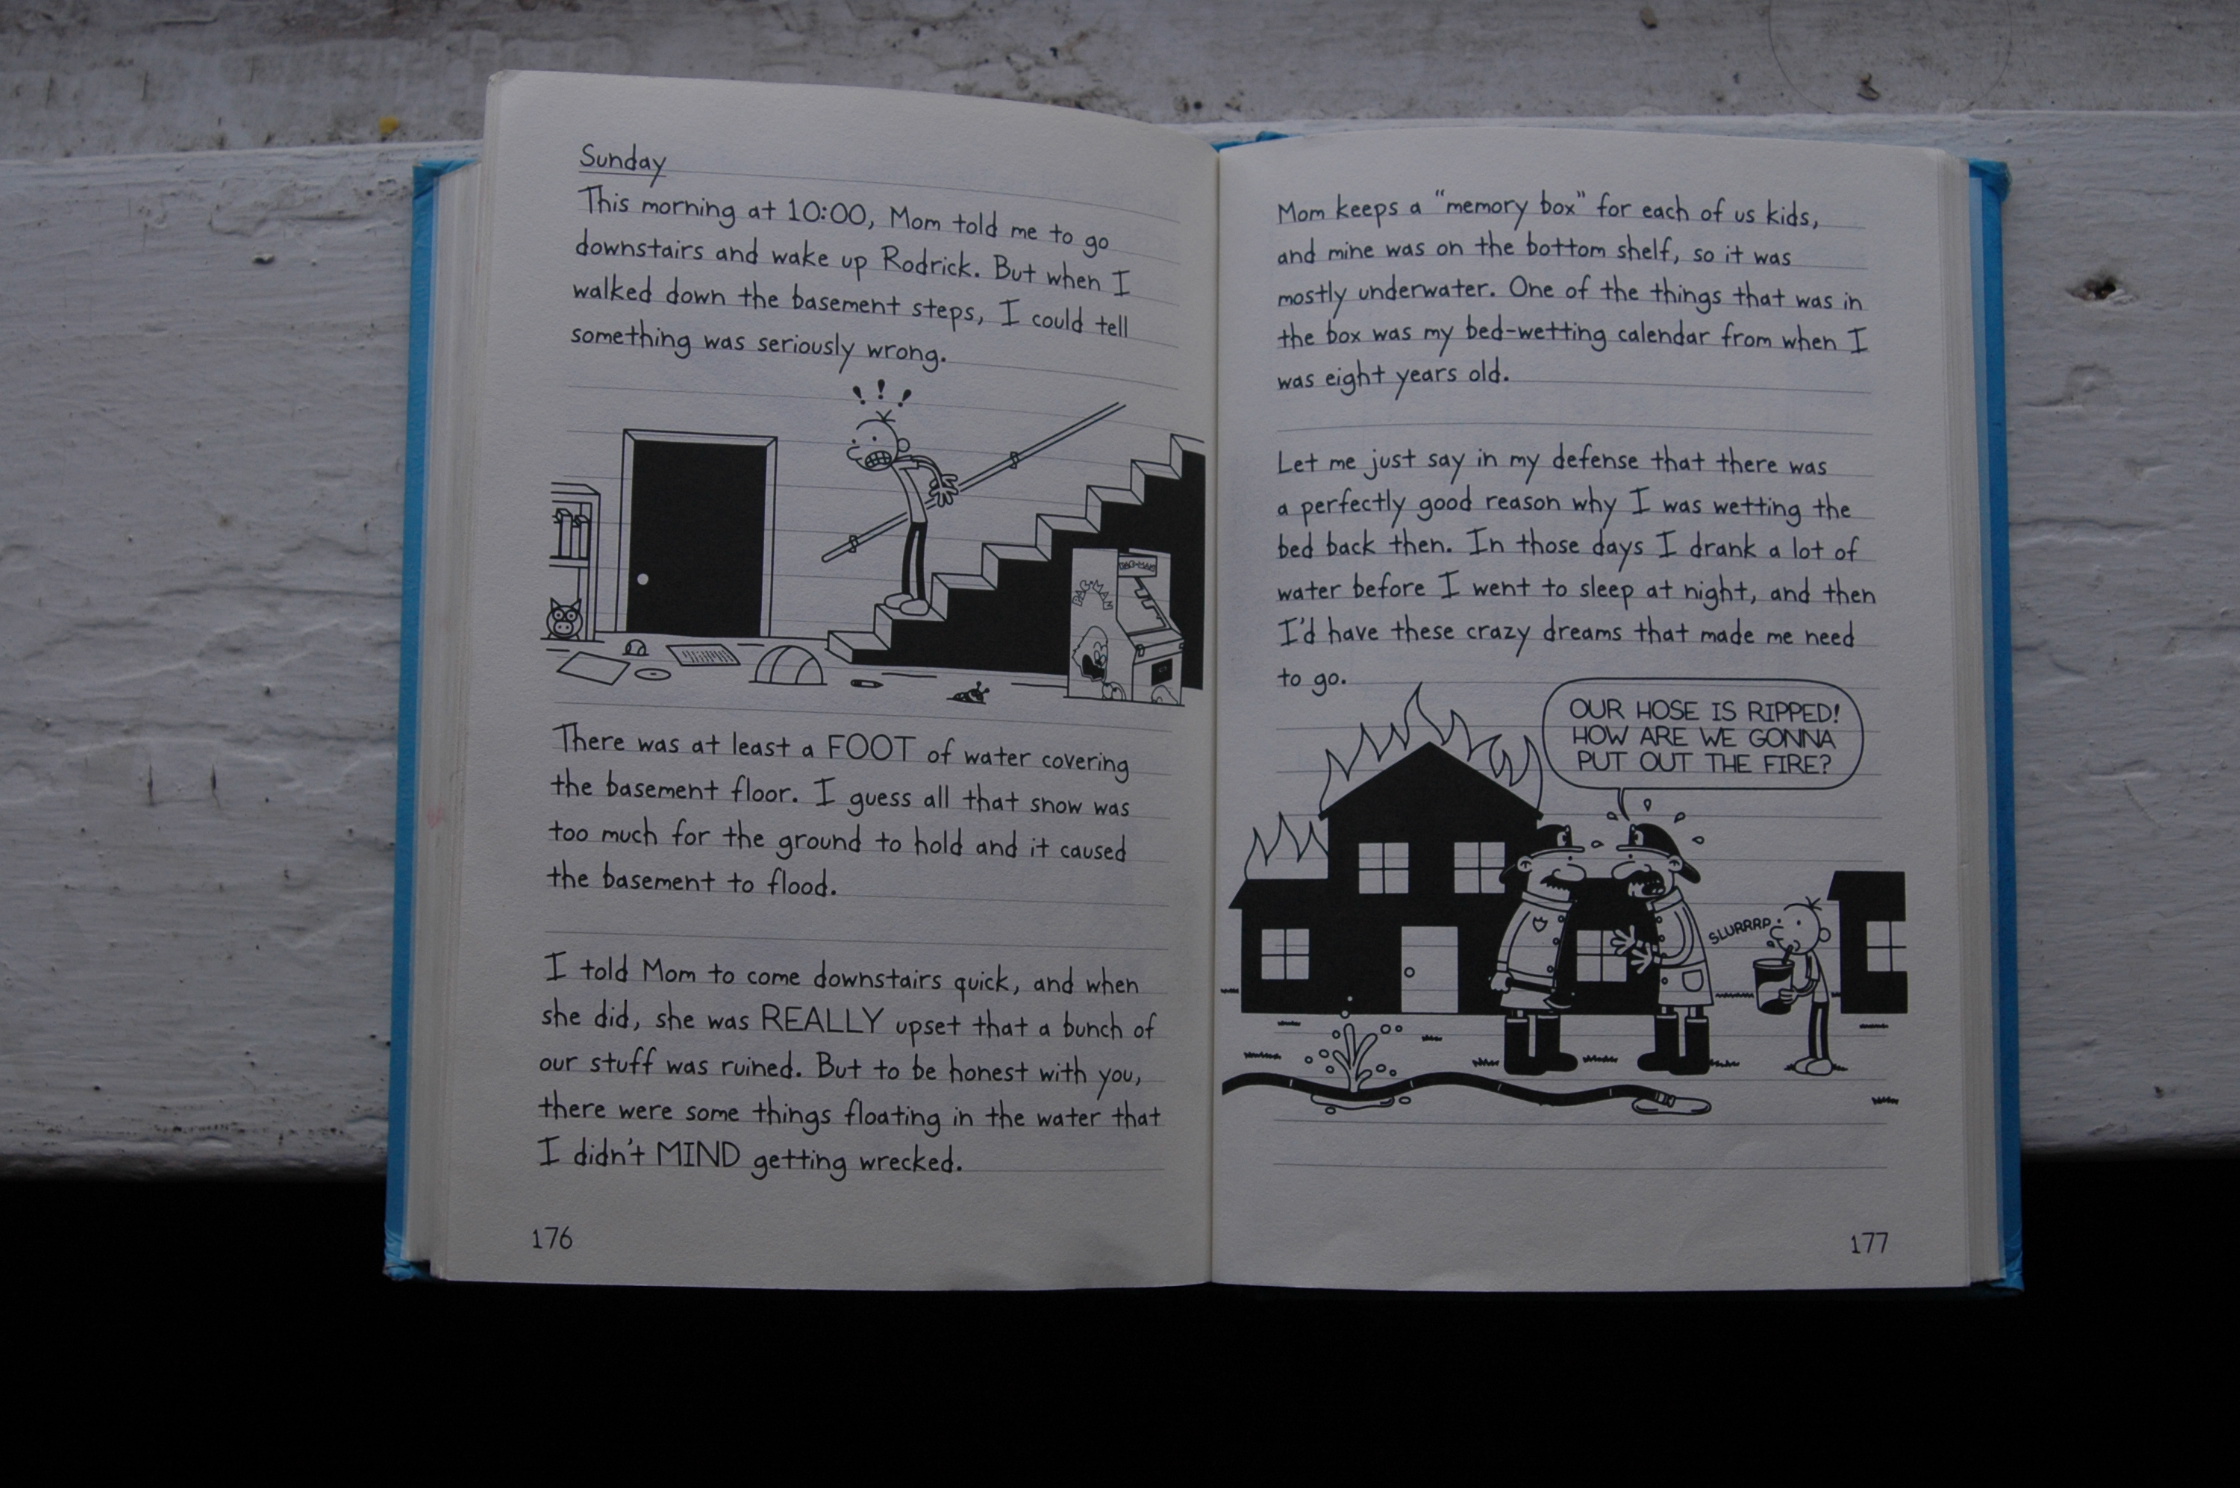 Sunday
This morning at 10:00, Mom told me to go
downstairs and wake up Rodrick. But when I
walked down the basement steps, I could tell
something was seriously wrong.
! ! !
PAC-MAN
There was at least a FOOT of water covering
the basement floor. I guess all that snow was
too much for the ground to hold and it caused
the basement to flood.
I told Mom to come downstairs quick, and when
she did, she was REALLY upset that a bunch of
our stuff was ruined. But to be honest with you,
there were some things floating in the water that
I didn't MIND getting wrecked.
176
Mom keeps a "memory box" for each of us kids,
and mine was on the bottom shelf, so it was
mostly underwater. One of the things that was in
the box was my bed-wetting calendar from when I
was eight years old.
Let me just say in my defense that there was
a perfectly good reason why I was wetting the
bed back then. In those days I drank a lot of
water before I went to sleep at night, and then
I'd have these crazy dreams that made me need
to go.
OUR HOSE IS RIPPED!
HOW ARE WE GONNA
PUT OUT THE FIRE?
SLURRRP
177